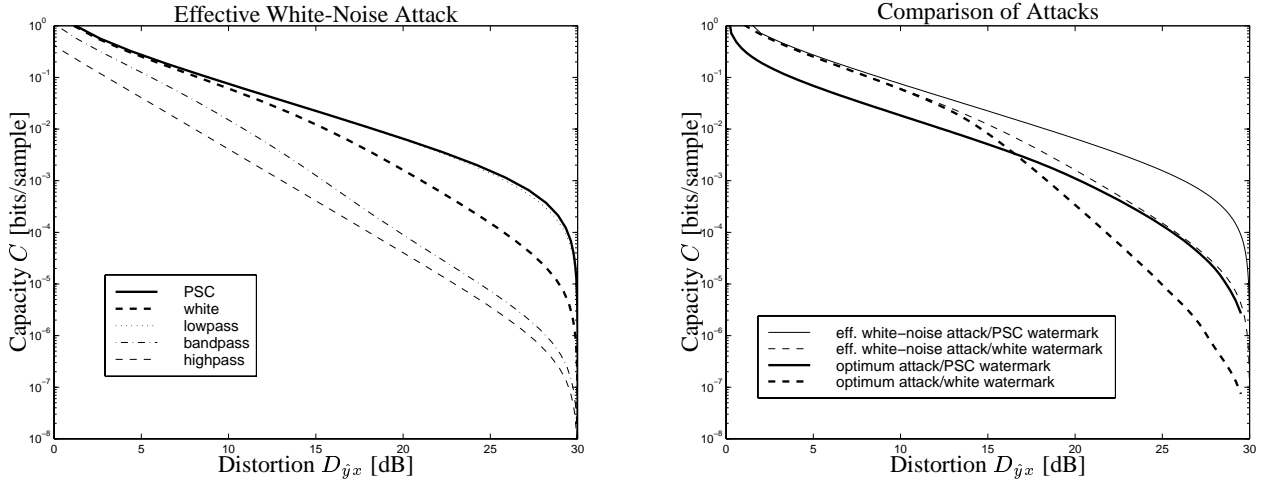 Effective White-Noise Attack
Capacity C [bits/sample]
10^0
10^-1
10^-2
10^-3
10^-4
10^-5
10^-6
10^-7
10^-8
PSC
white
lowpass
bandpass
highpass
0 5 10 15 20 25 30
Distortion D_ŷx [dB]
Comparison of Attacks
Capacity C [bits/sample]
10^0
10^-1
10^-2
10^-3
10^-4
10^-5
10^-6
10^-7
10^-8
eff. white-noise attack/PSC watermark
eff. white-noise attack/white watermark
optimum attack/PSC watermark
optimum attack/white watermark
0 5 10 15 20 25 30
Distortion D_ŷx [dB]